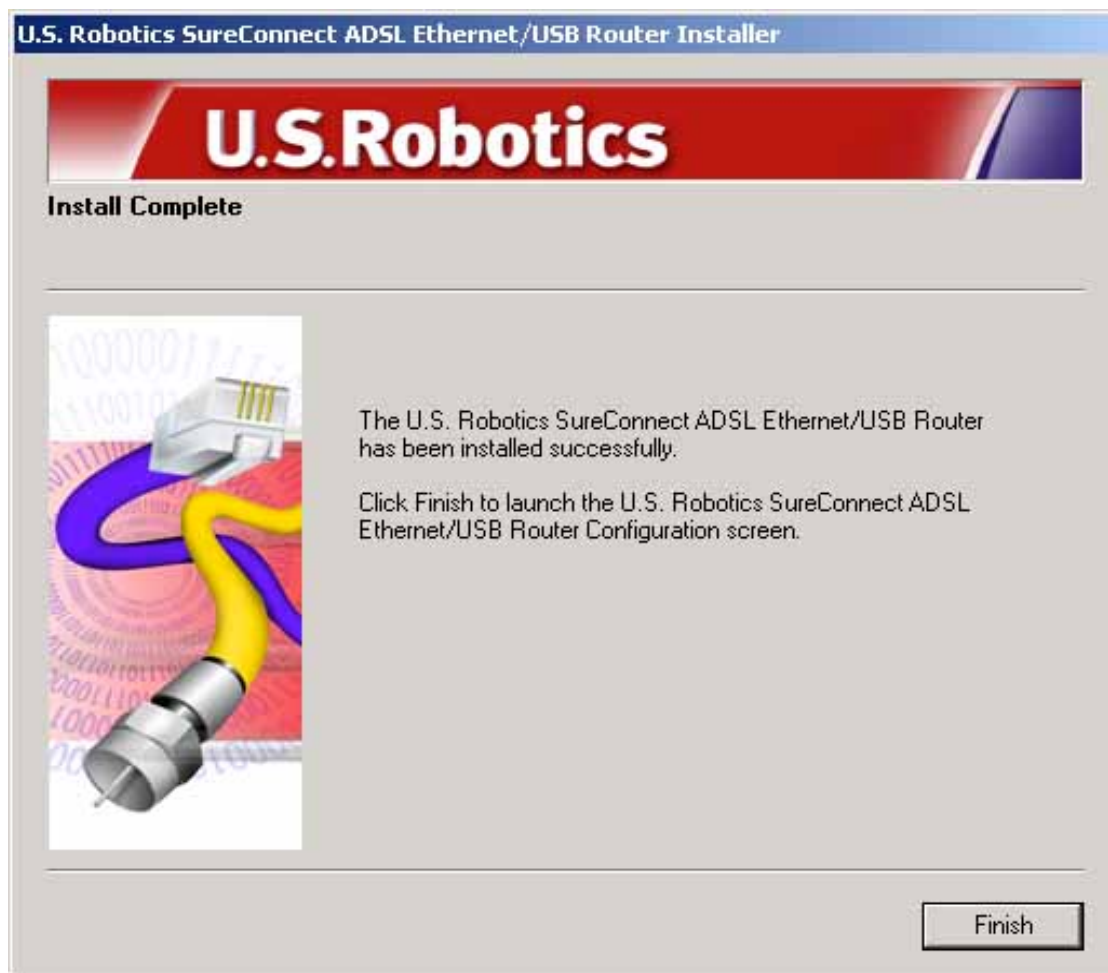 U.S. Robotics SureConnect ADSL Ethernet/USB Router Installer
U.S.Robotics
Install Complete
The U.S. Robotics SureConnect ADSL Ethernet/USB Router
has been installed successfully.
Click Finish to launch the U.S. Robotics SureConnect ADSL
Ethernet/USB Router Configuration screen.
Finish